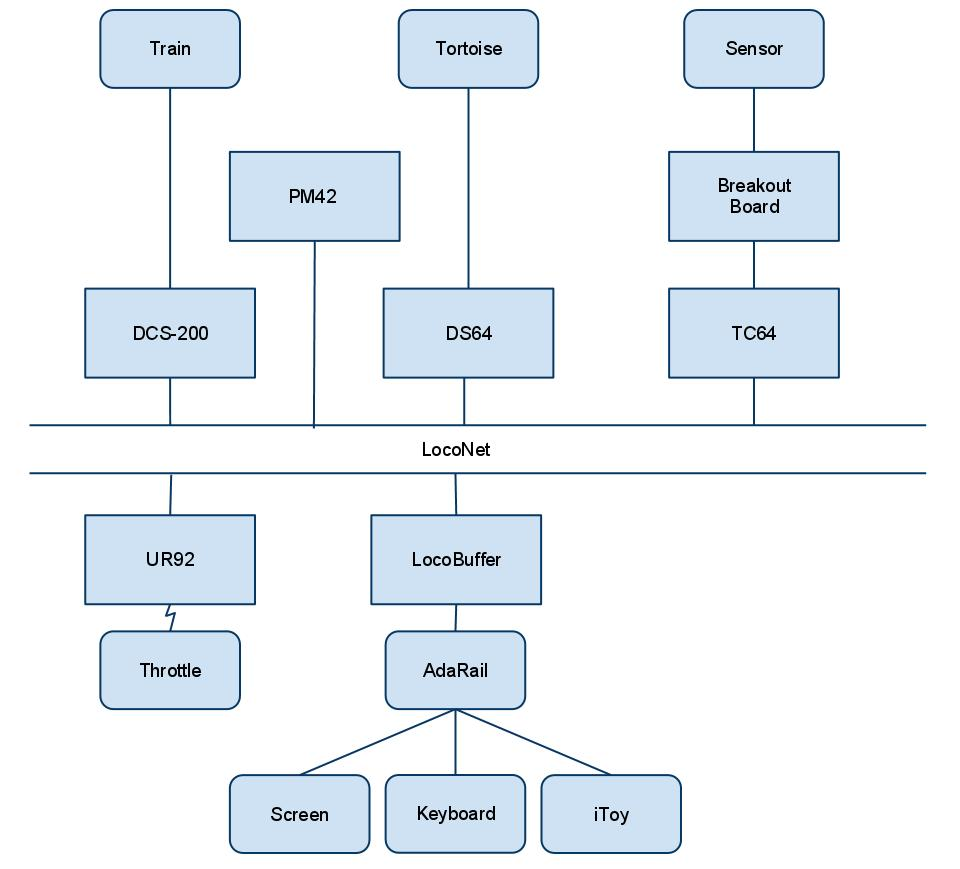 Train
Tortoise
Sensor
PM42
Breakout
Board
DCS-200
DS64
TC64
LocoNet
UR92
LocoBuffer
Throttle
AdaRail
Screen
Keyboard
iToy